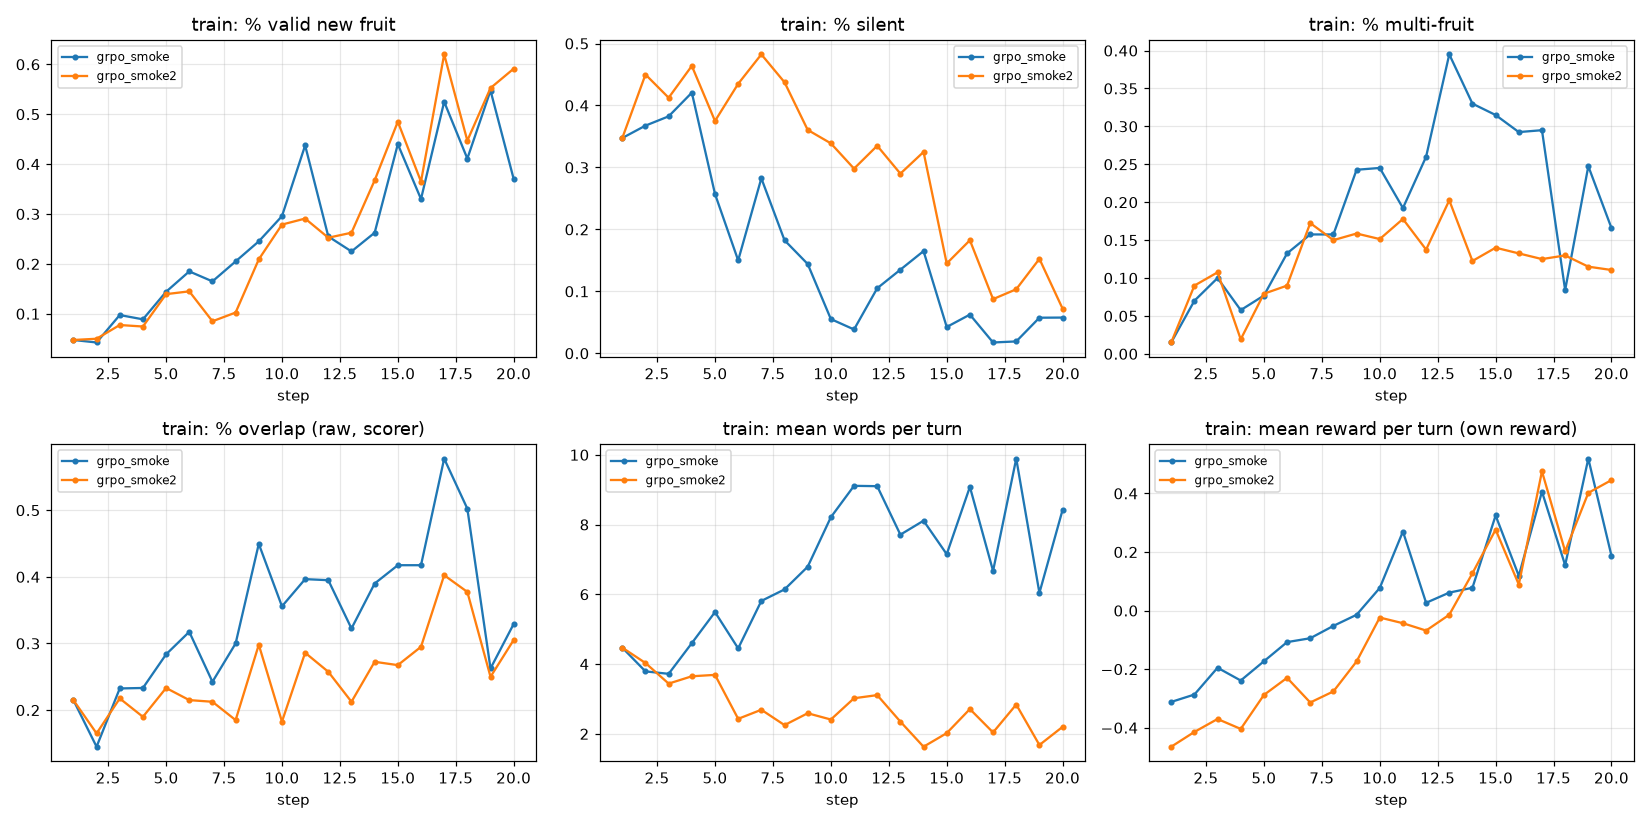 train: % valid new fruit
grpo_smoke
grpo_smoke2
0.6
0.5
0.4
0.3
0.2
0.1
2.5 5.0 7.5 10.0 12.5 15.0 17.5 20.0
step
train: % silent
grpo_smoke
grpo_smoke2
0.5
0.4
0.3
0.2
0.1
0.0
2.5 5.0 7.5 10.0 12.5 15.0 17.5 20.0
step
train: % multi-fruit
grpo_smoke
grpo_smoke2
0.40
0.35
0.30
0.25
0.20
0.15
0.10
0.05
0.00
2.5 5.0 7.5 10.0 12.5 15.0 17.5 20.0
step
train: % overlap (raw, scorer)
grpo_smoke
grpo_smoke2
0.5
0.4
0.3
0.2
2.5 5.0 7.5 10.0 12.5 15.0 17.5 20.0
step
train: mean words per turn
grpo_smoke
grpo_smoke2
10
8
6
4
2
2.5 5.0 7.5 10.0 12.5 15.0 17.5 20.0
step
train: mean reward per turn (own reward)
grpo_smoke
grpo_smoke2
0.4
0.2
0.0
−0.2
−0.4
2.5 5.0 7.5 10.0 12.5 15.0 17.5 20.0
step